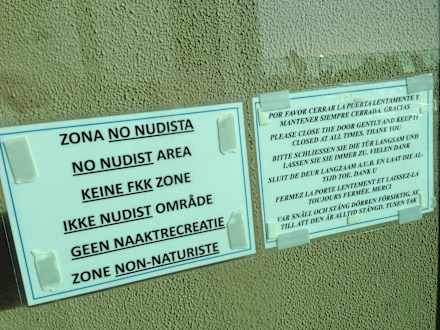 ZONA NO NUDISTA
NO NUDIST AREA
KEINE FKK ZONE
IKKE NUDIST OMRÅDE
GEEN NAAKTRECREATIE
ZONE NON-NATURISTE
POR FAVOR CERRAR LA PUERTA LENTAMENTE Y
MANTENER SIEMPRE CERRADA. GRACIAS
PLEASE CLOSE THE DOOR GENTLY AND KEEP IT
CLOSED AT ALL TIMES, THANK YOU
BITTE SCHLIESSEN SIE DIE TÜR LANGSAM UND
LASSEN SIE SIE IMMER ZU. VIELEN DANK
SLUIT DE DEUR LANGZAAM A.U.B. EN LAAT DIE AL-
TIJD TOE. DANK U
FERMEZ LA PORTE LENTEMENT ET LAISSEZ-LA
TOUJOURS FERMÉE. MERCI
VAR SNÄLL OCH STÄNG DÖRREN FÖRSIKTIG, SE
TILL ATT DEN ÄR ALLTID STÄNGD. TUSEN TAK